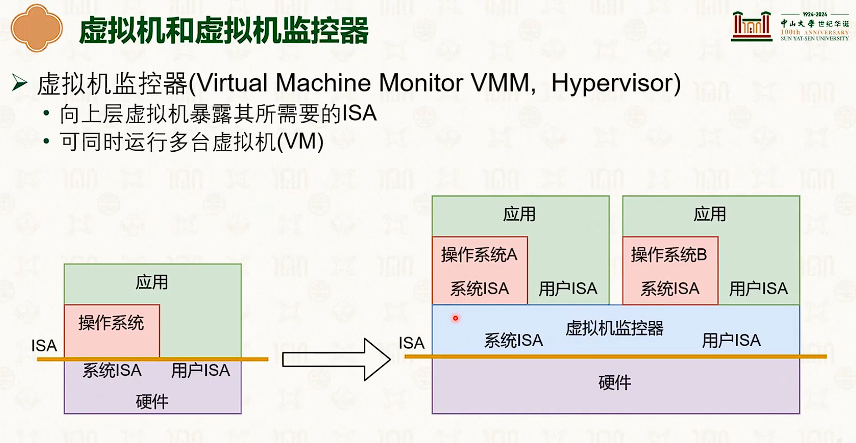 虚拟机和虚拟机监控器
1924-2024
中山大學 世纪华诞
100th ANNIVERSARY
SUN YAT-SEN UNIVERSITY
虚拟机监控器(Virtual Machine Monitor VMM, Hypervisor)
• 向上层虚拟机暴露其所需要的ISA
• 可同时运行多台虚拟机(VM)
应用
操作系统
ISA
系统ISA
用户ISA
硬件
应用
操作系统A
系统ISA
用户ISA
应用
操作系统B
系统ISA
用户ISA
虚拟机监控器
系统ISA
用户ISA
ISA
硬件